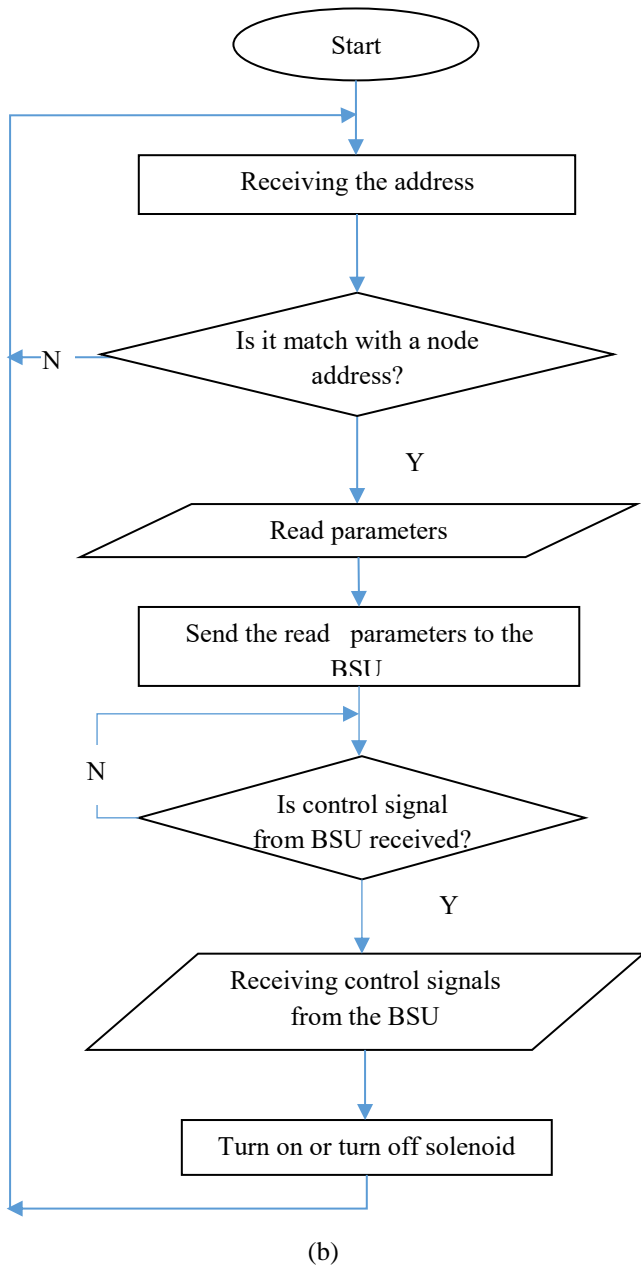 Start
Receiving the address
Is it match with a node
address?
N
Y
Read parameters
Send the read parameters to the
BSU
N
Is control signal
from BSU received?
Y
Receiving control signals
from the BSU
Turn on or turn off solenoid
(b)